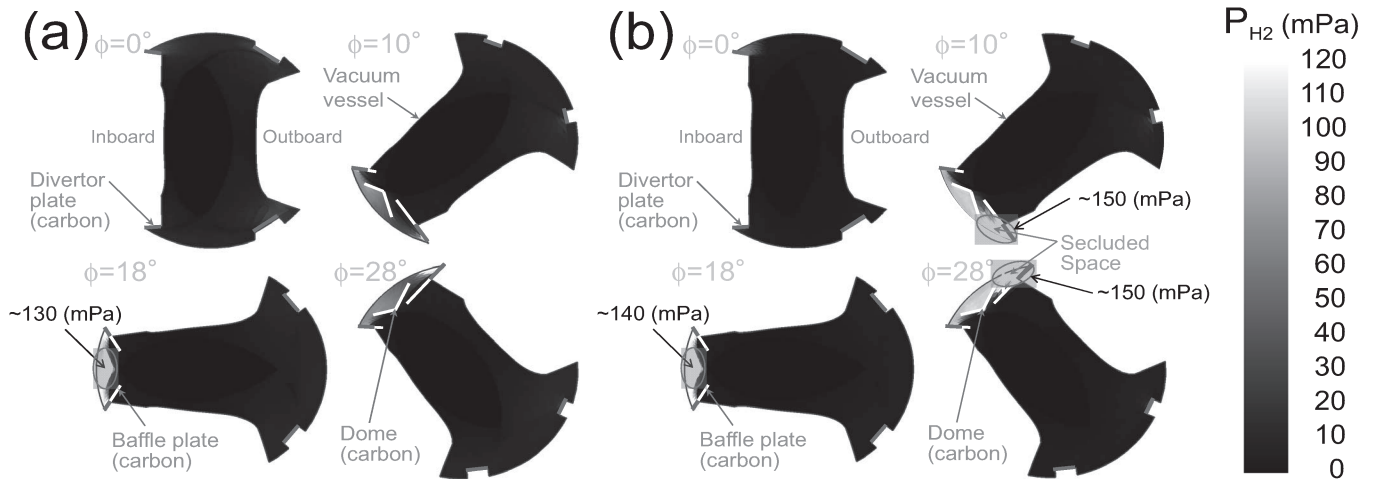 (a)
ϕ=0°
ϕ=10°
Vacuum
vessel
Inboard
Outboard
Divertor
plate
(carbon)
ϕ=18°
ϕ=28°
~130 (mPa)
Baffle plate
(carbon)
Dome
(carbon)
(b)
ϕ=0°
ϕ=10°
Vacuum
vessel
Inboard
Outboard
Divertor
plate
(carbon)
~150 (mPa)
Secluded
Space
ϕ=18°
ϕ=28°
~150 (mPa)
~140 (mPa)
Baffle plate
(carbon)
Dome
(carbon)
P_H2 (mPa)
120
110
100
90
80
70
60
50
40
30
20
10
0